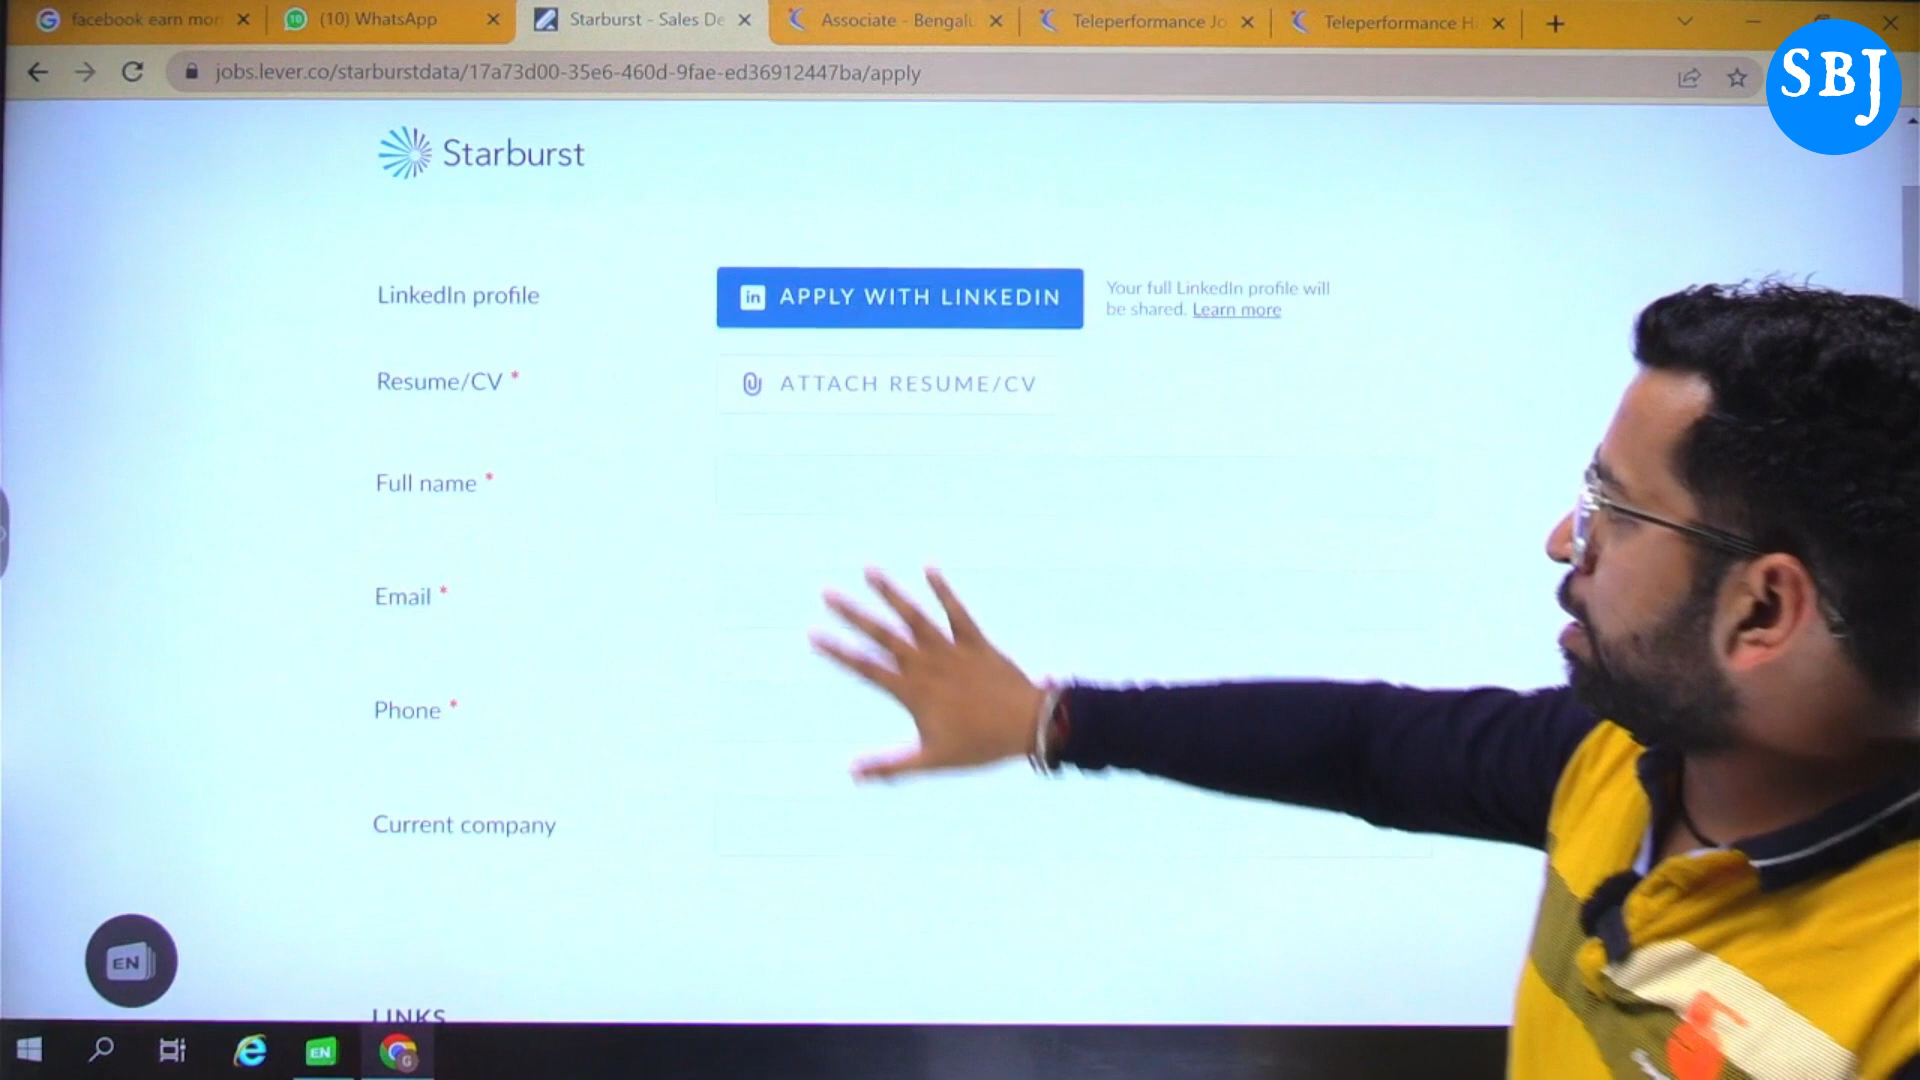 facebook earn mon
(10) WhatsApp
Starburst - Sales De
Associate - Bengalu
Teleperformance Jo
Teleperformance H
jobs.lever.co/starburstdata/17a73d00-35e6-460d-9fae-ed36912447ba/apply
SBJ
Starburst
LinkedIn profile
in APPLY WITH LINKEDIN
Your full LinkedIn profile will
be shared. Learn more
Resume/CV *
ATTACH RESUME/CV
Full name *
Email *
Phone *
Current company
EN
LINKS
EN